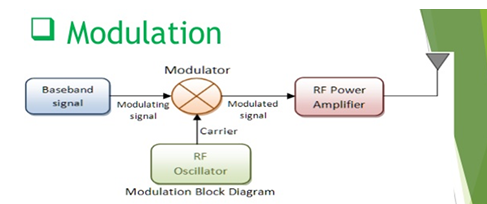 Modulation
Modulator
Baseband
signal
Modulating
signal
Modulated
signal
RF Power
Amplifier
Carrier
RF
Oscillator
Modulation Block Diagram